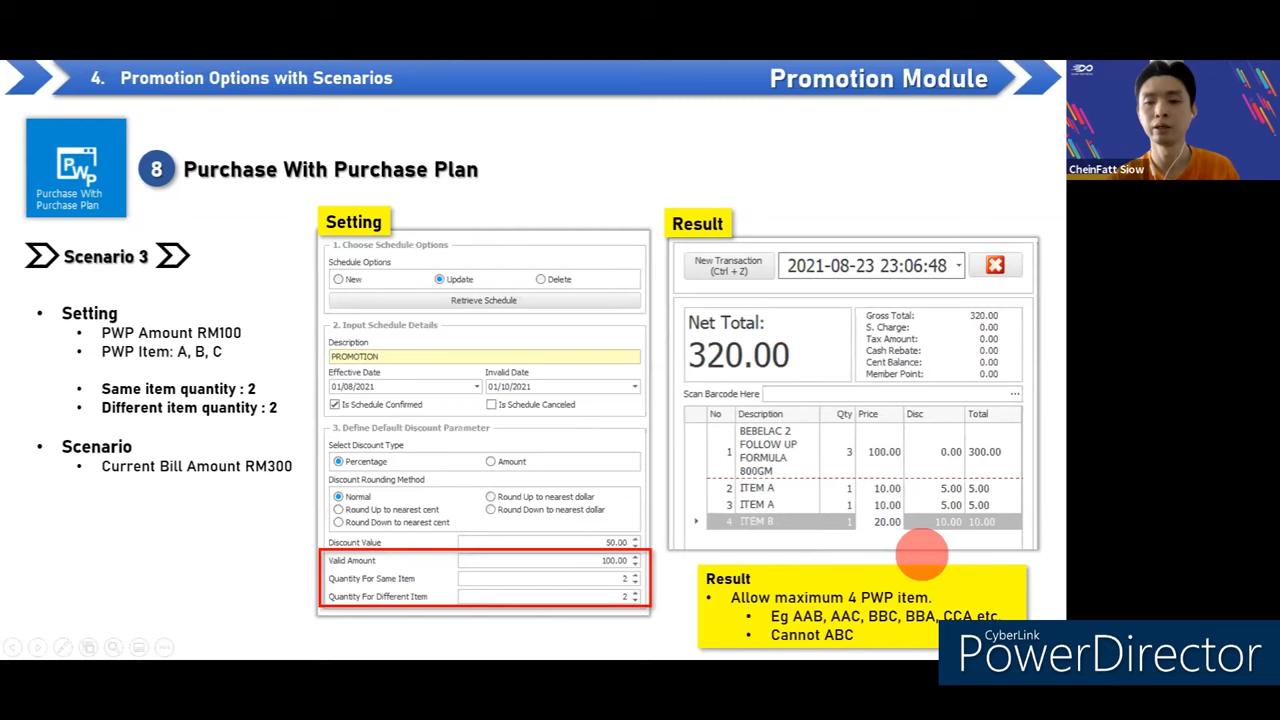 4. Promotion Options with Scenarios
Promotion Module
CheinFatt Siow
PWP
Purchase With
Purchase Plan
8 Purchase With Purchase Plan
Scenario 3
• Setting
• PWP Amount RM100
• PWP Item: A, B, C
• Same item quantity : 2
• Different item quantity : 2
• Scenario
• Current Bill Amount RM300
Setting
1. Choose Schedule Options
Schedule Options
New Update Delete
Retrieve Schedule
2. Input Schedule Details
Description
PROMOTION
Effective Date Invalid Date
01/08/2021 01/10/2021
Is Schedule Confirmed Is Schedule Canceled
3. Define Default Discount Parameter
Select Discount Type
Percentage Amount
Discount Rounding Method
Normal Round Up to nearest dollar
Round Up to nearest cent Round Down to nearest dollar
Round Down to nearest cent
Discount Value 50.00
Valid Amount 100.00
Quantity For Same Item 2
Quantity For Different Item 2
Result
New Transaction
(Ctrl + Z)
2021-08-23 23:06:48
Net Total:
320.00
Gross Total: 320.00
S. Charge: 0.00
Tax Amount: 0.00
Cash Rebate: 0.00
Cent Balance: 0.00
Member Point: 0.00
Scan Barcode Here ...
No Description Qty Price Disc Total
BEBELAC 2
FOLLOW UP
1 FORMULA 3 100.00 0.00 300.00
800GM
2 ITEM A 1 10.00 5.00 5.00
3 ITEM A 1 10.00 5.00 5.00
4 ITEM B 1 20.00 10.00 10.00
Result
• Allow maximum 4 PWP item.
• Eg AAB, AAC, BBC, BBA, CCA etc.
• Cannot ABC
CyberLink
PowerDirector